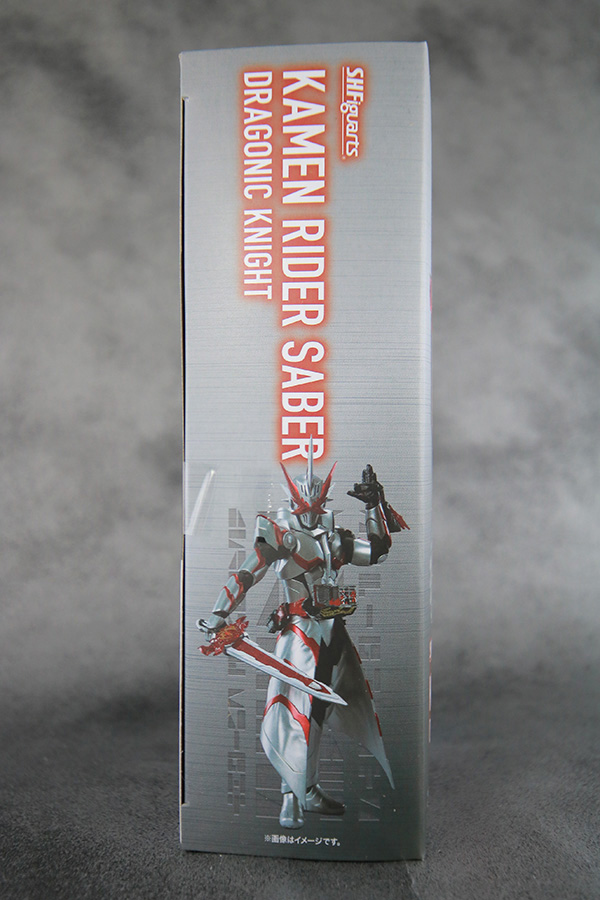 S.H.Figuarts
KAMEN RIDER SABER
DRAGONIC KNIGHT
※画像はイメージです。